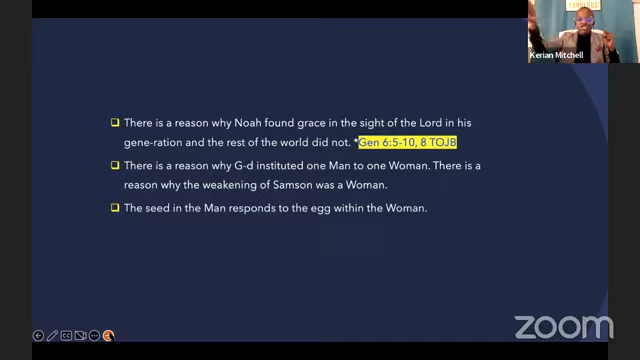 FABULOUS
Kerian Mitchell
There is a reason why Noah found grace in the sight of the Lord in his
gene-ration and the rest of the world did not. *Gen 6:5-10, 8 TOJB
There is a reason why G-d instituted one Man to one Woman. There is a
reason why the weakening of Samson was a Woman.
The seed in the Man responds to the egg within the Woman.
zoom